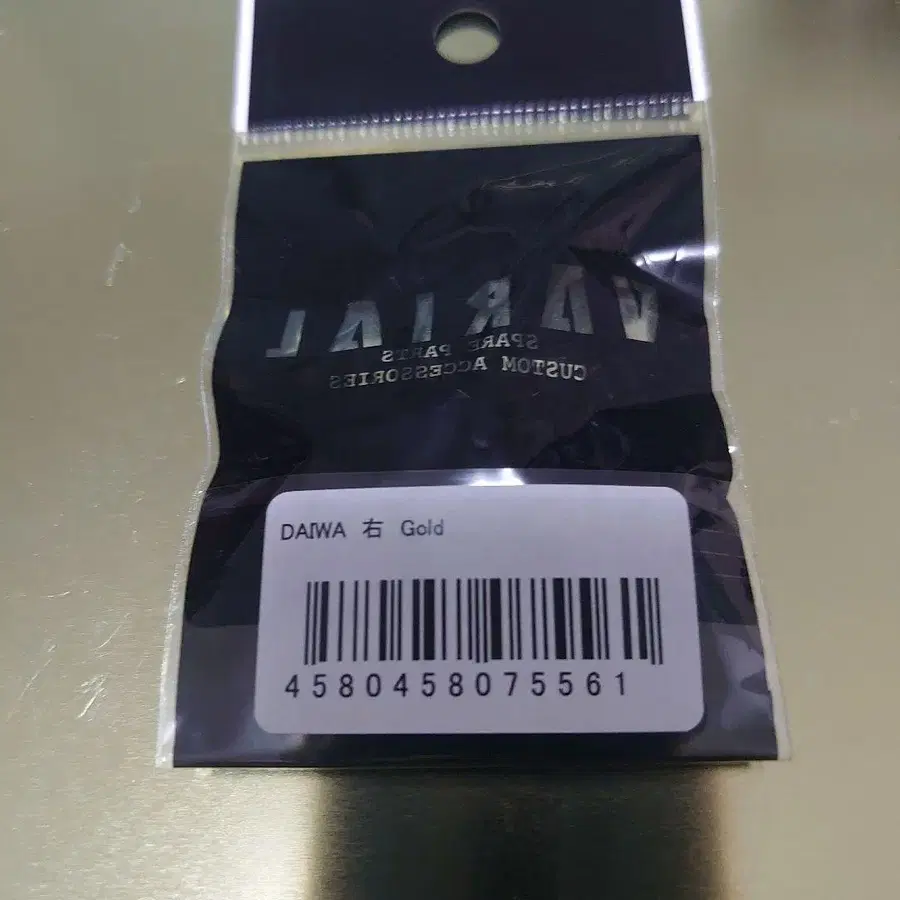 VARIAL
SPARE PARTS
CUSTOM ACCESSORIES
DAIWA 右 Gold
4580458075561